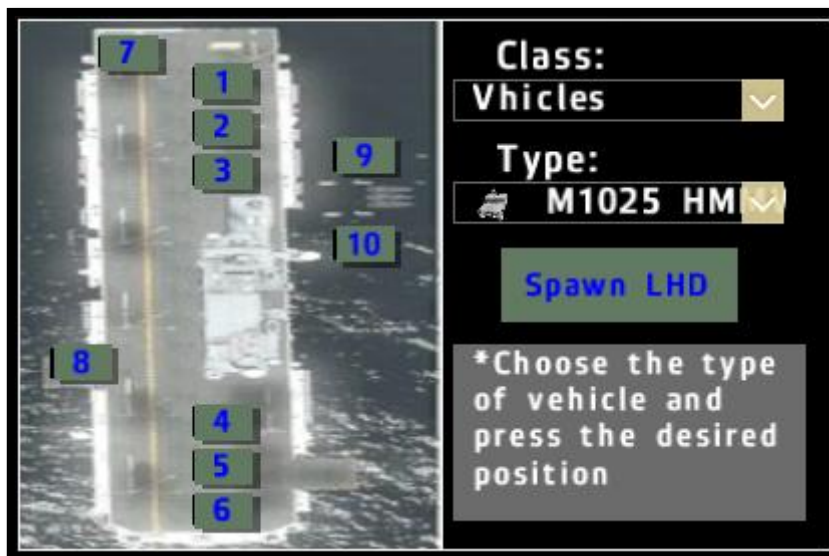 7
1
2
3
9
10
8
4
5
6
Class:
Vhicles
Type:
M1025
Spawn LHD
*Choose the type
of vehicle and
press the desired
position